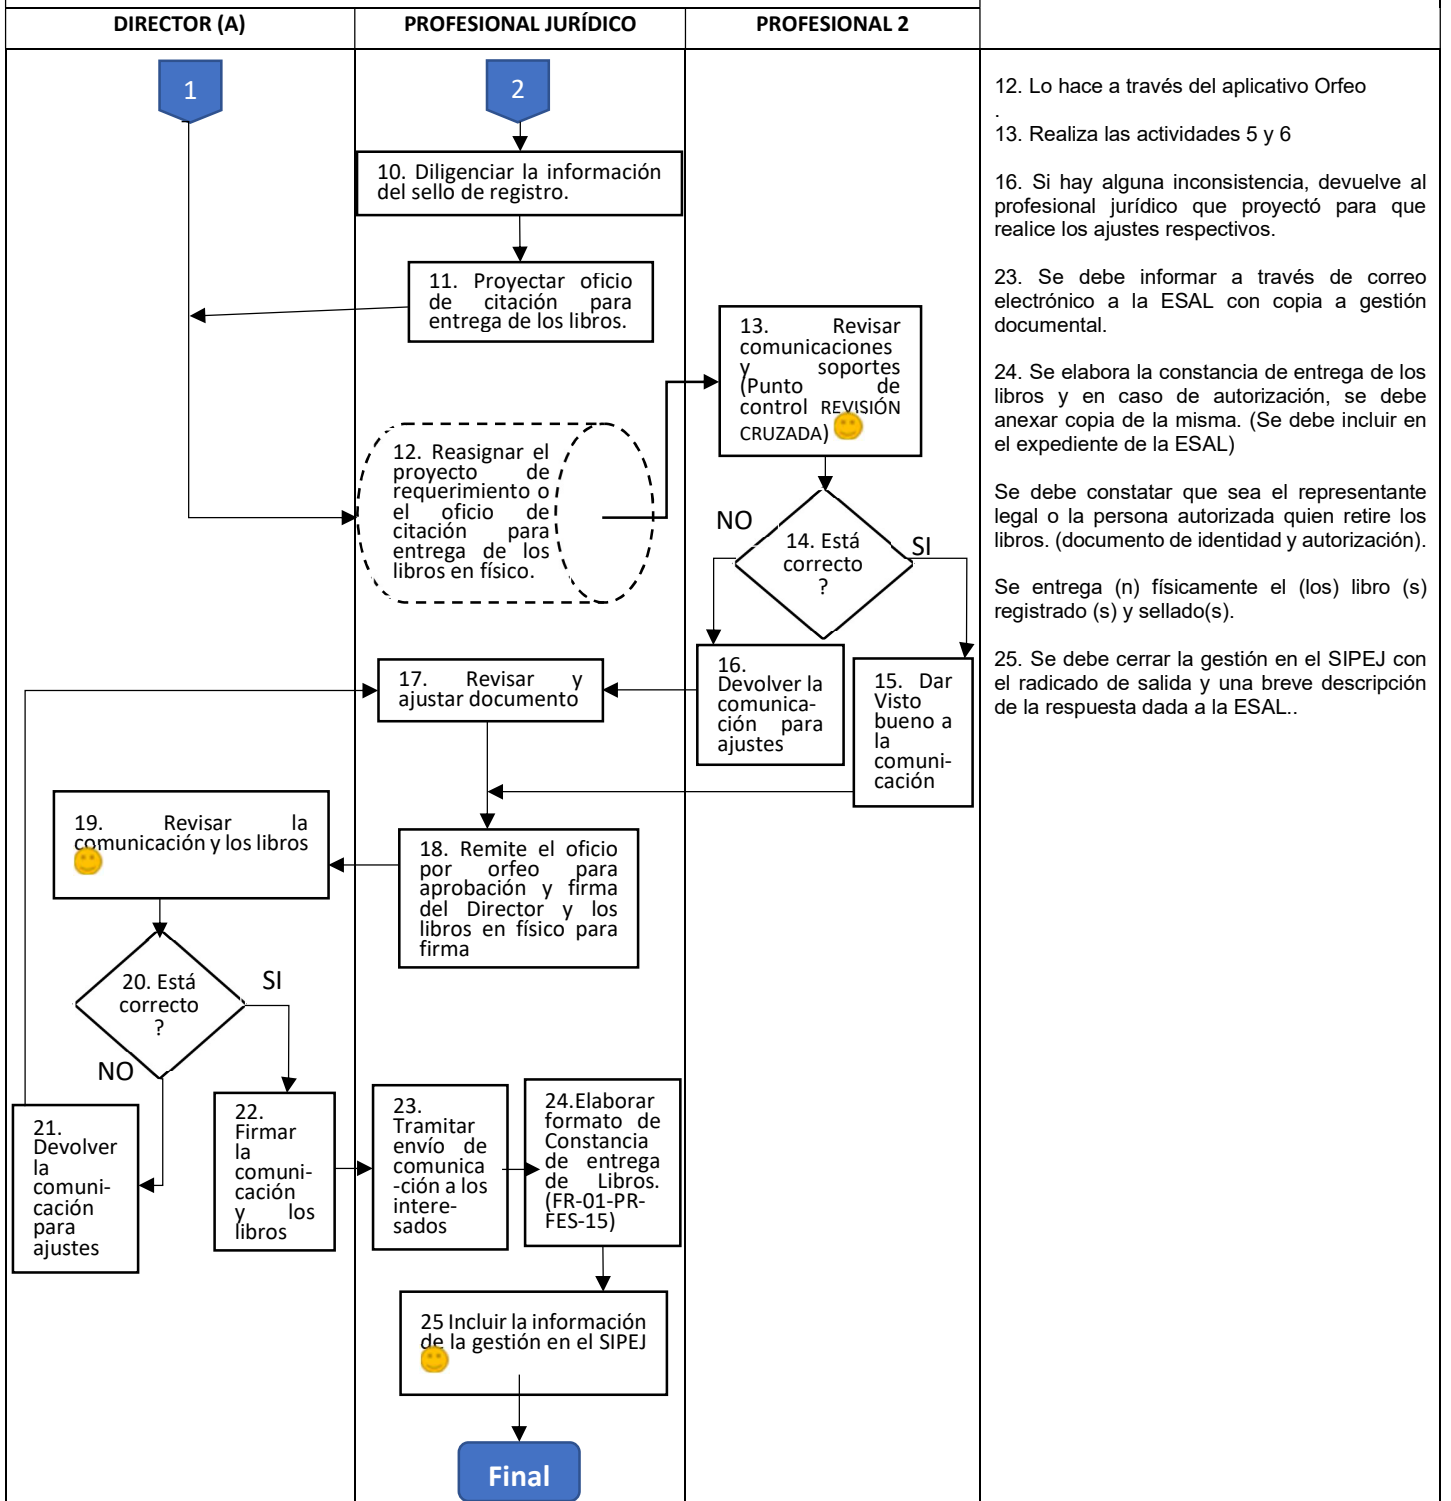 DIRECTOR (A)
PROFESIONAL JURÍDICO
PROFESIONAL 2
1
2
10. Diligenciar la información
del sello de registro.
11. Proyectar oficio
de citación para
entrega de los libros.
12. Reasignar el
proyecto de
requerimiento o
el oficio de
citación para
entrega de los
libros en físico.
13. Revisar
comunicaciones
y soportes
(Punto de
control REVISIÓN
CRUZADA)
NO
14. Está
correcto
?
SI
16.
Devolver la
comunica-
ción para
ajustes
15. Dar
Visto
bueno a
la
comuni-
cación
17. Revisar y
ajustar documento
18. Remite el oficio
por orfeo para
aprobación y firma
del Director y los
libros en físico para
firma
19. Revisar la
comunicación y los libros
20. Está
correcto
?
SI
NO
21.
Devolver
la
comuni-
cación
para
ajustes
22.
Firmar
la
comuni-
cación
y los
libros
23.
Tramitar
envío de
comunica
-ción a los
intere-
sados
24.Elaborar
formato de
Constancia
de entrega
de Libros.
(FR-01-PR-
FES-15)
25 Incluir la información
de la gestión en el SIPEJ
Final
12. Lo hace a través del aplicativo Orfeo
.
13. Realiza las actividades 5 y 6
16. Si hay alguna inconsistencia, devuelve al
profesional jurídico que proyectó para que
realice los ajustes respectivos.
23. Se debe informar a través de correo
electrónico a la ESAL con copia a gestión
documental.
24. Se elabora la constancia de entrega de los
libros y en caso de autorización, se debe
anexar copia de la misma. (Se debe incluir en
el expediente de la ESAL)
Se debe constatar que sea el representante
legal o la persona autorizada quien retire los
libros. (documento de identidad y autorización).
Se entrega (n) físicamente el (los) libro (s)
registrado (s) y sellado(s).
25. Se debe cerrar la gestión en el SIPEJ con
el radicado de salida y una breve descripción
de la respuesta dada a la ESAL..